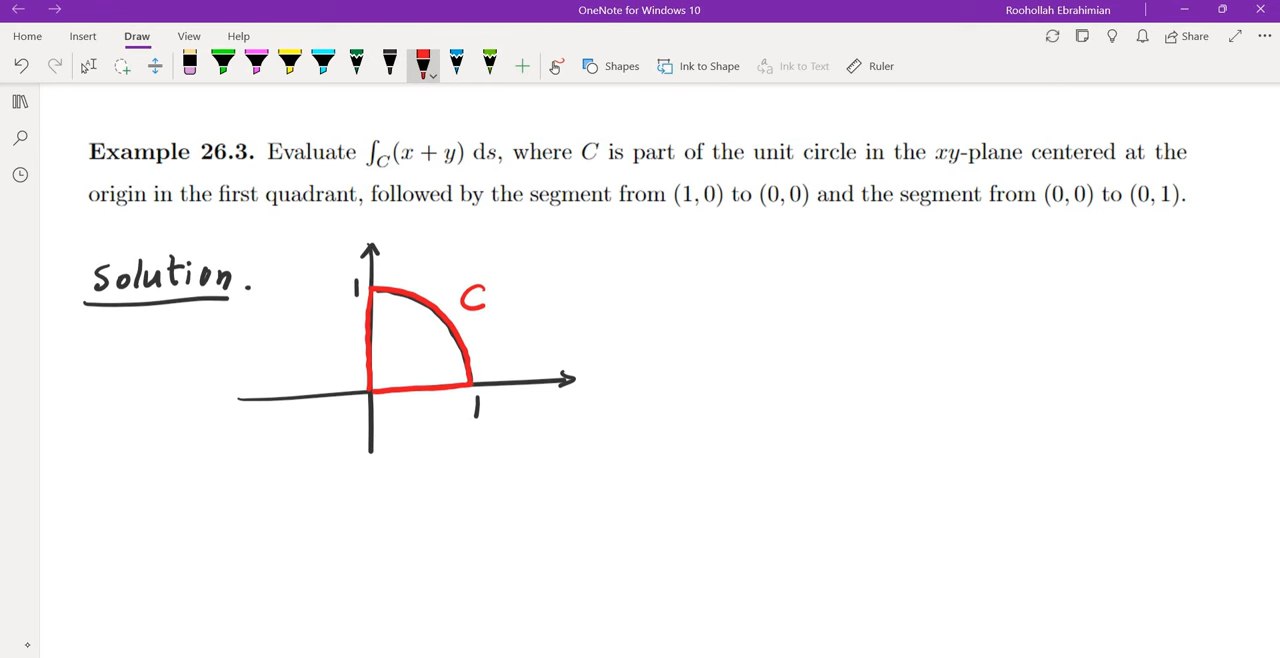 OneNote for Windows 10
Roohollah Ebrahimian
Home Insert Draw View Help
Share
Shapes
Ink to Shape
Ink to Text
Ruler
Example 26.3. Evaluate ∫_C (x + y) ds, where C is part of the unit circle in the xy-plane centered at the
origin in the first quadrant, followed by the segment from (1, 0) to (0, 0) and the segment from (0, 0) to (0, 1).
Solution.
1
C
1